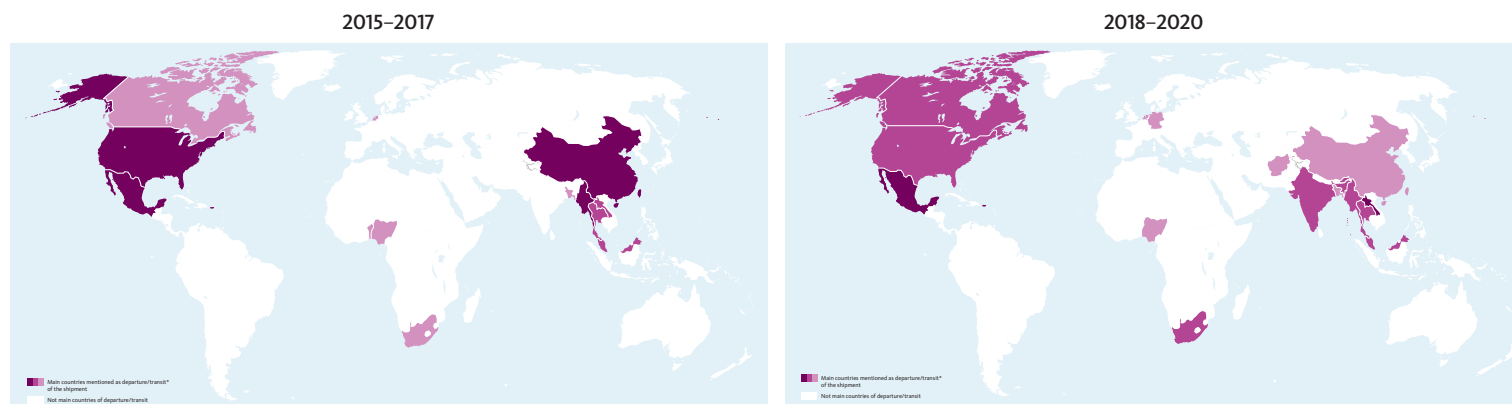 2015–2017
2018–2020
Main countries mentioned as departure/transit*
of the shipment
Not main countries of departure/transit
Main countries mentioned as departure/transit*
of the shipment
Not main countries of departure/transit